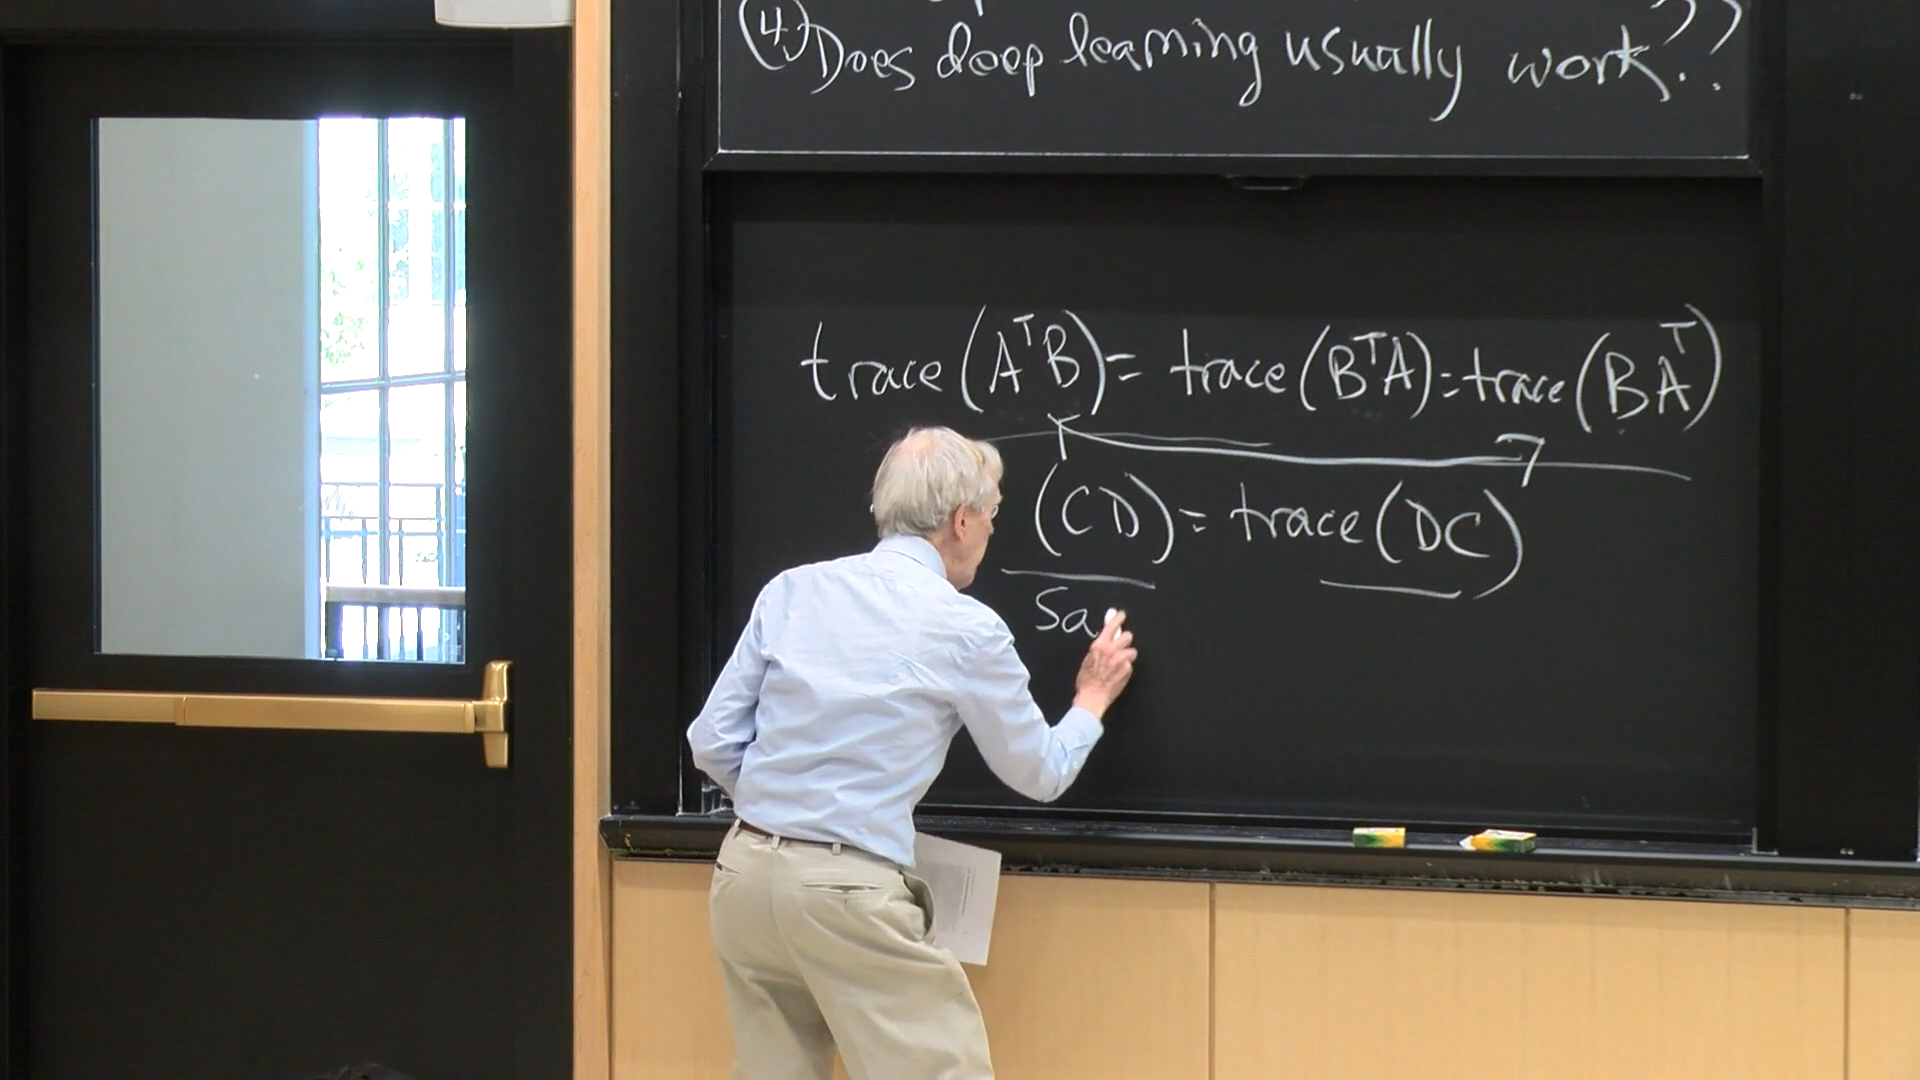 (4) Does deep learning usually work??
trace (AᵀB) = trace (BᵀA) = trace (BAᵀ)
(CD) = trace (DC)
Sa